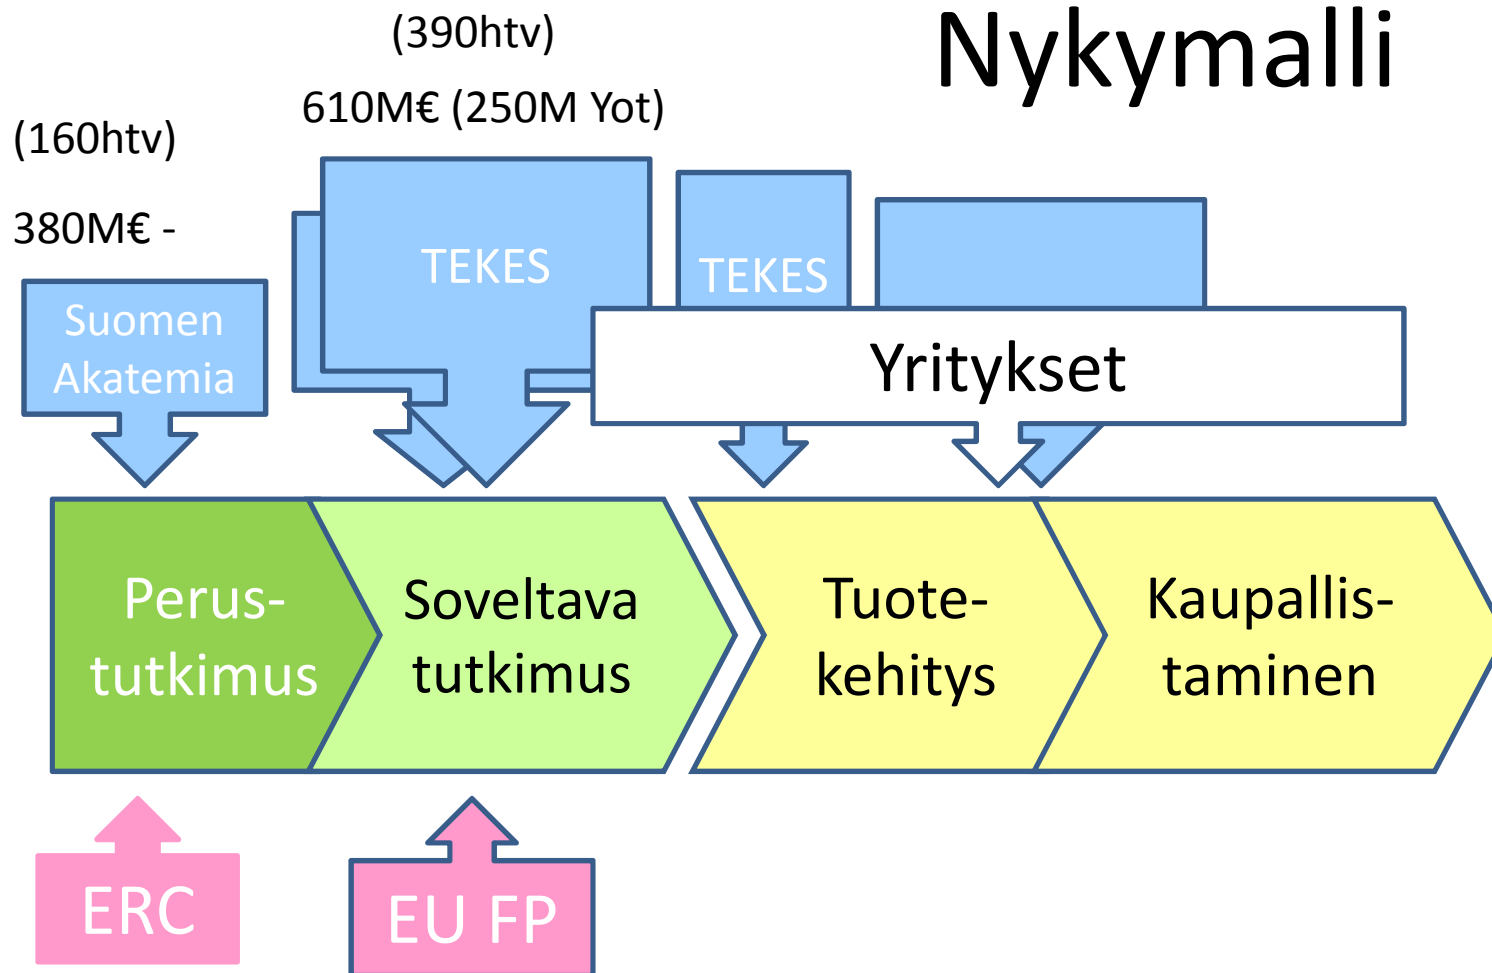 Nykymalli
(390htv)
610M€ (250M Yot)
(160htv)
380M€ -
TEKES
TEKES
Suomen
Akatemia
Yritykset
Perus-
tutkimus
Soveltava
tutkimus
Tuote-
kehitys
Kaupallis-
taminen
ERC
EU FP